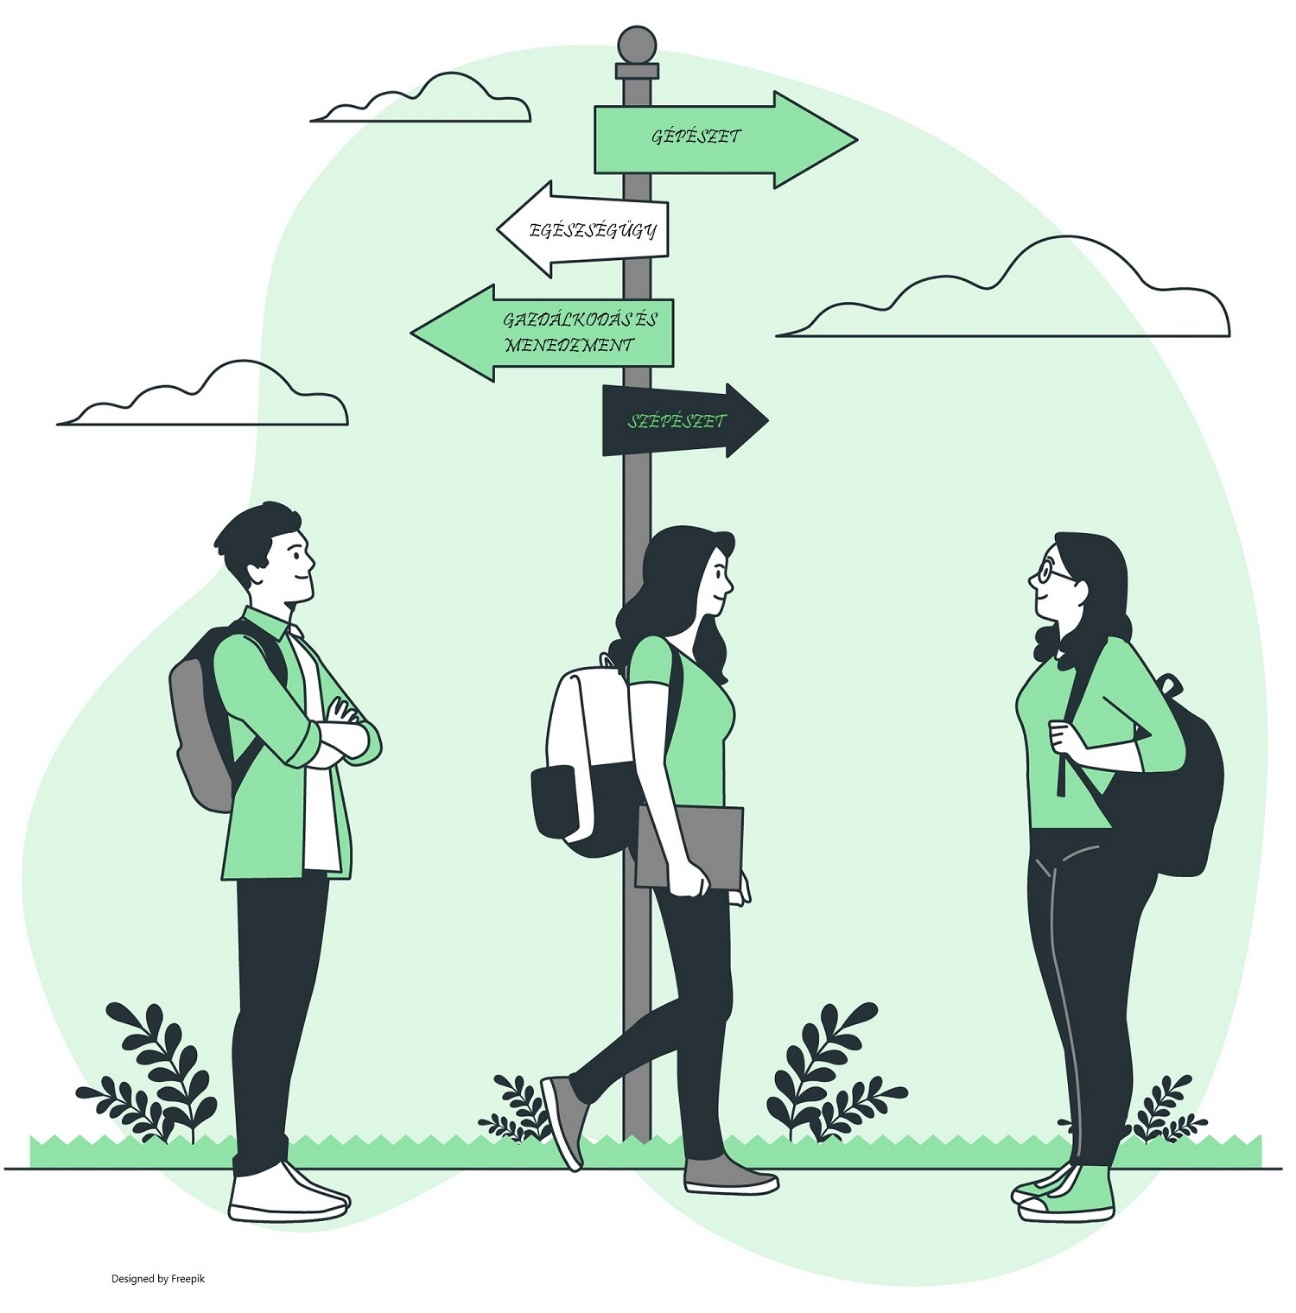 GÉPÉSZET
EGÉSZSÉGÜGY
GAZDÁLKODÁS ÉS
MENEDZMENT
SZÉPÉSZET
Designed by Freepik